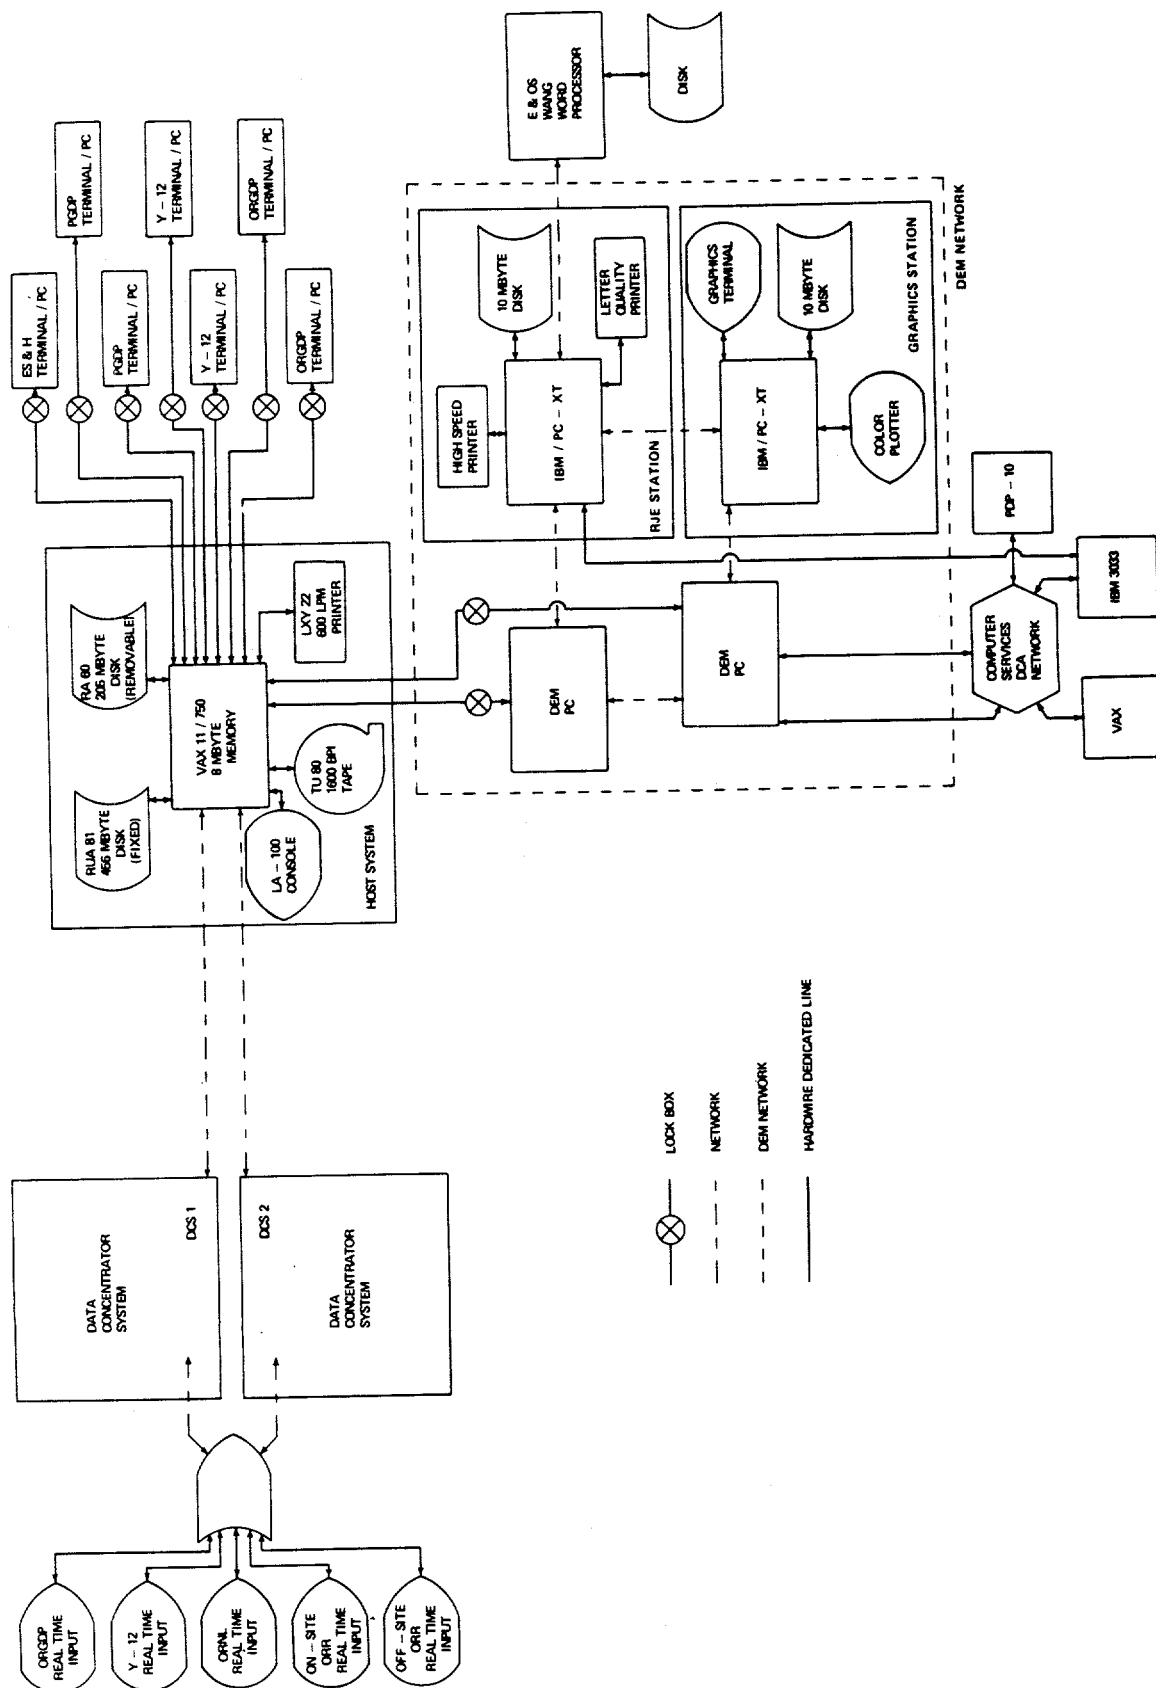 ORGDP
REAL TIME
INPUT
Y – 12
REAL TIME
INPUT
ORNL
REAL TIME
INPUT
ON – SITE
ORR
REAL TIME
INPUT
OFF – SITE
ORR
REAL TIME
INPUT
DATA
CONCENTRATOR
SYSTEM
DCS 1
DCS 2
DATA
CONCENTRATOR
SYSTEM
RUA 81
456 MBYTE
DISK
(FIXED)
RA 60
205 MBYTE
DISK
(REMOVABLE)
VAX 11 / 750
8 MBYTE
MEMORY
LA – 100
CONSOLE
TU 80
1600 BPI
TAPE
LXY 22
600 LPM
PRINTER
HOST SYSTEM
ES & H
TERMINAL / PC
PGDP
TERMINAL / PC
PGDP
TERMINAL / PC
Y – 12
TERMINAL / PC
Y – 12
TERMINAL / PC
ORGDP
TERMINAL / PC
ORGDP
TERMINAL / PC
DEM
PC
DEM
PC
HIGH SPEED
PRINTER
10 MBYTE
DISK
IBM / PC – XT
LETTER
QUALITY
PRINTER
RJE STATION
GRAPHICS
TERMINAL
IBM / PC – XT
10 MBYTE
DISK
COLOR
PLOTTER
GRAPHICS STATION
DEM NETWORK
E & OS
WANG
WORD
PROCESSOR
DISK
COMPUTER
SERVICES
DCA
NETWORK
VAX
IBM 3033
PDP – 10
LOCK BOX
NETWORK
DEM NETWORK
HARDWIRE DEDICATED LINE